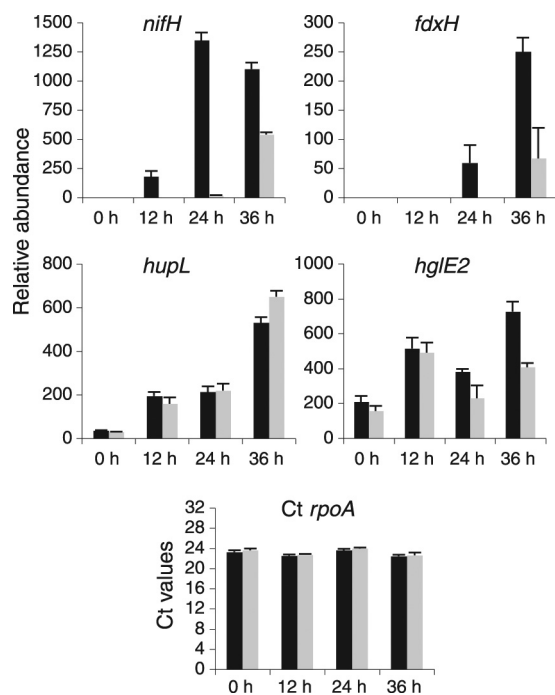 nifH
1500
1250
1000
750
500
250
0
0 h 12 h 24 h 36 h
fdxH
300
250
200
150
100
50
0
0 h 12 h 24 h 36 h
Relative abundance
hupL
800
600
400
200
0
0 h 12 h 24 h 36 h
hglE2
1000
800
600
400
200
0
0 h 12 h 24 h 36 h
Ct rpoA
Ct values
32
28
24
20
16
12
8
4
0
0 h 12 h 24 h 36 h